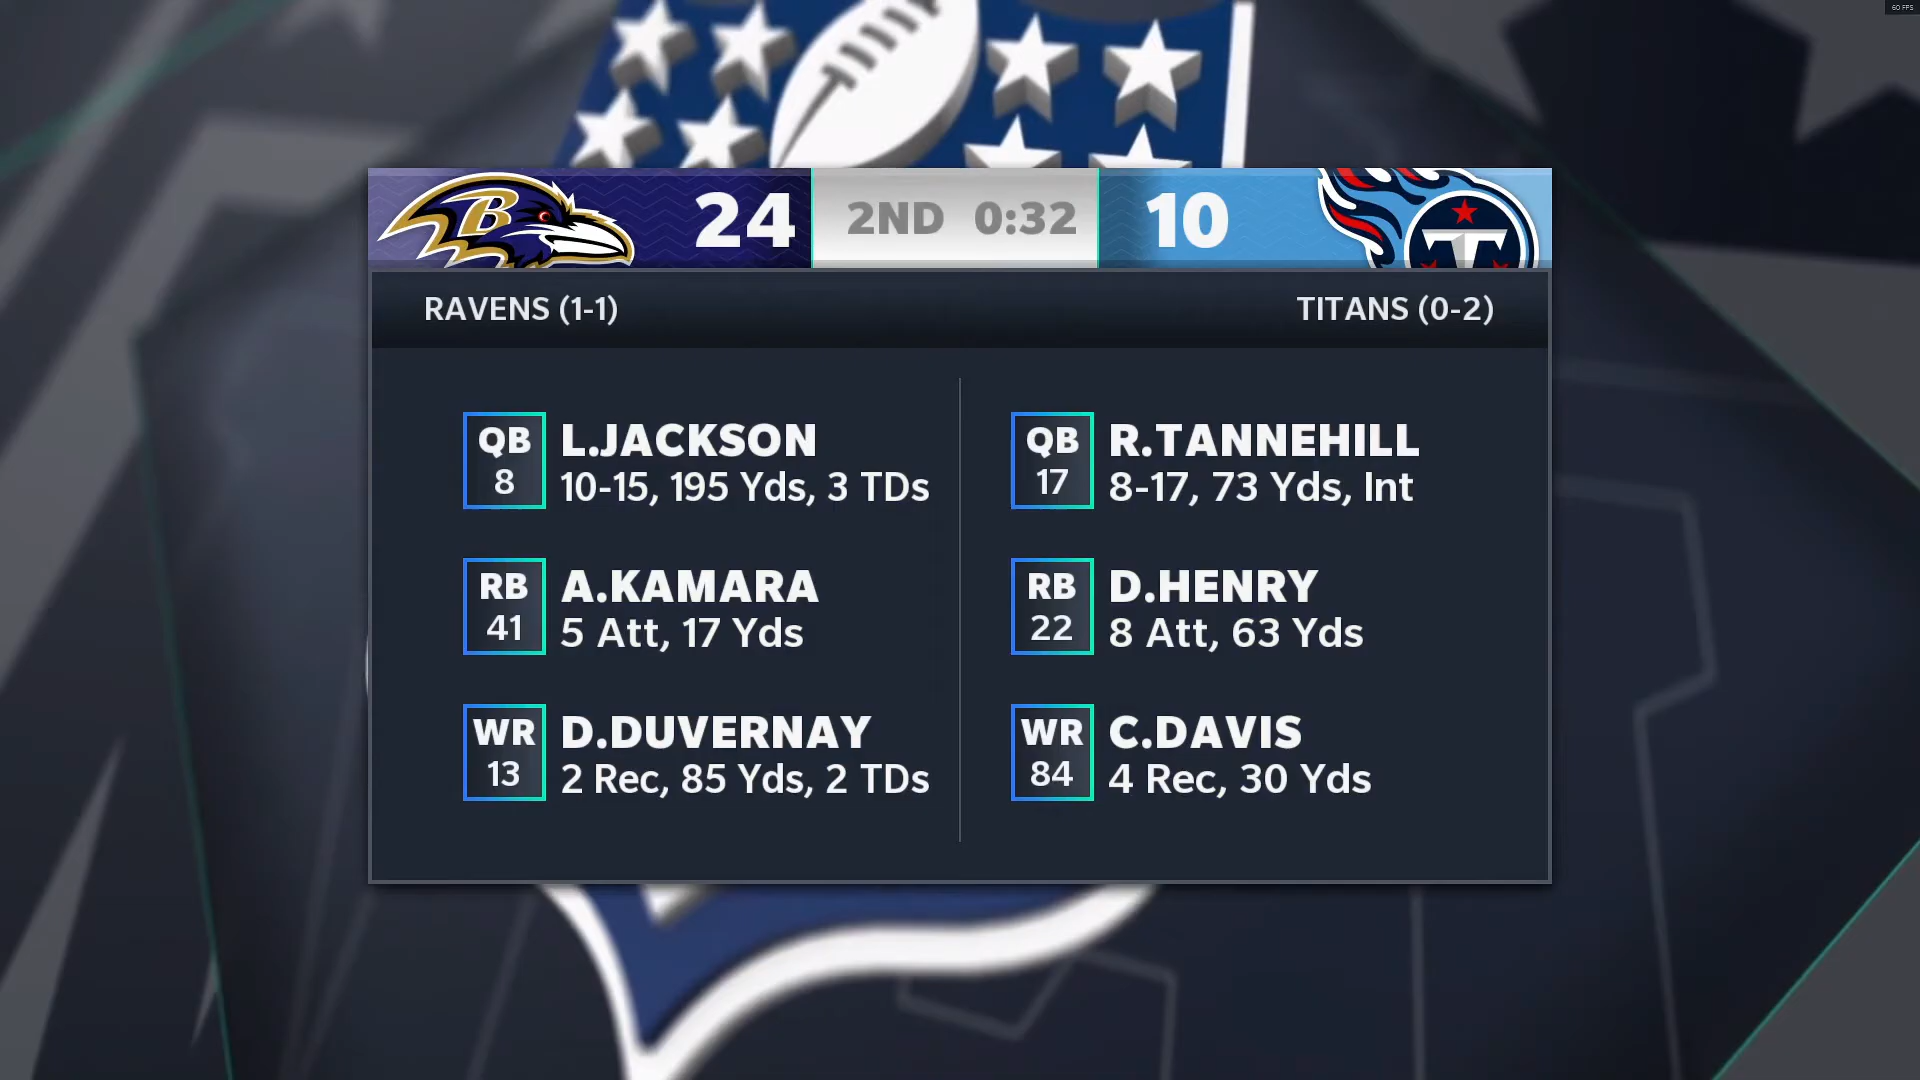 60 FPS
B 24 2ND 0:32 10 T
RAVENS (1-1) TITANS (0-2)
QB 8 L.JACKSON
10-15, 195 Yds, 3 TDs
QB 17 R.TANNEHILL
8-17, 73 Yds, Int
RB 41 A.KAMARA
5 Att, 17 Yds
RB 22 D.HENRY
8 Att, 63 Yds
WR 13 D.DUVERNAY
2 Rec, 85 Yds, 2 TDs
WR 84 C.DAVIS
4 Rec, 30 Yds